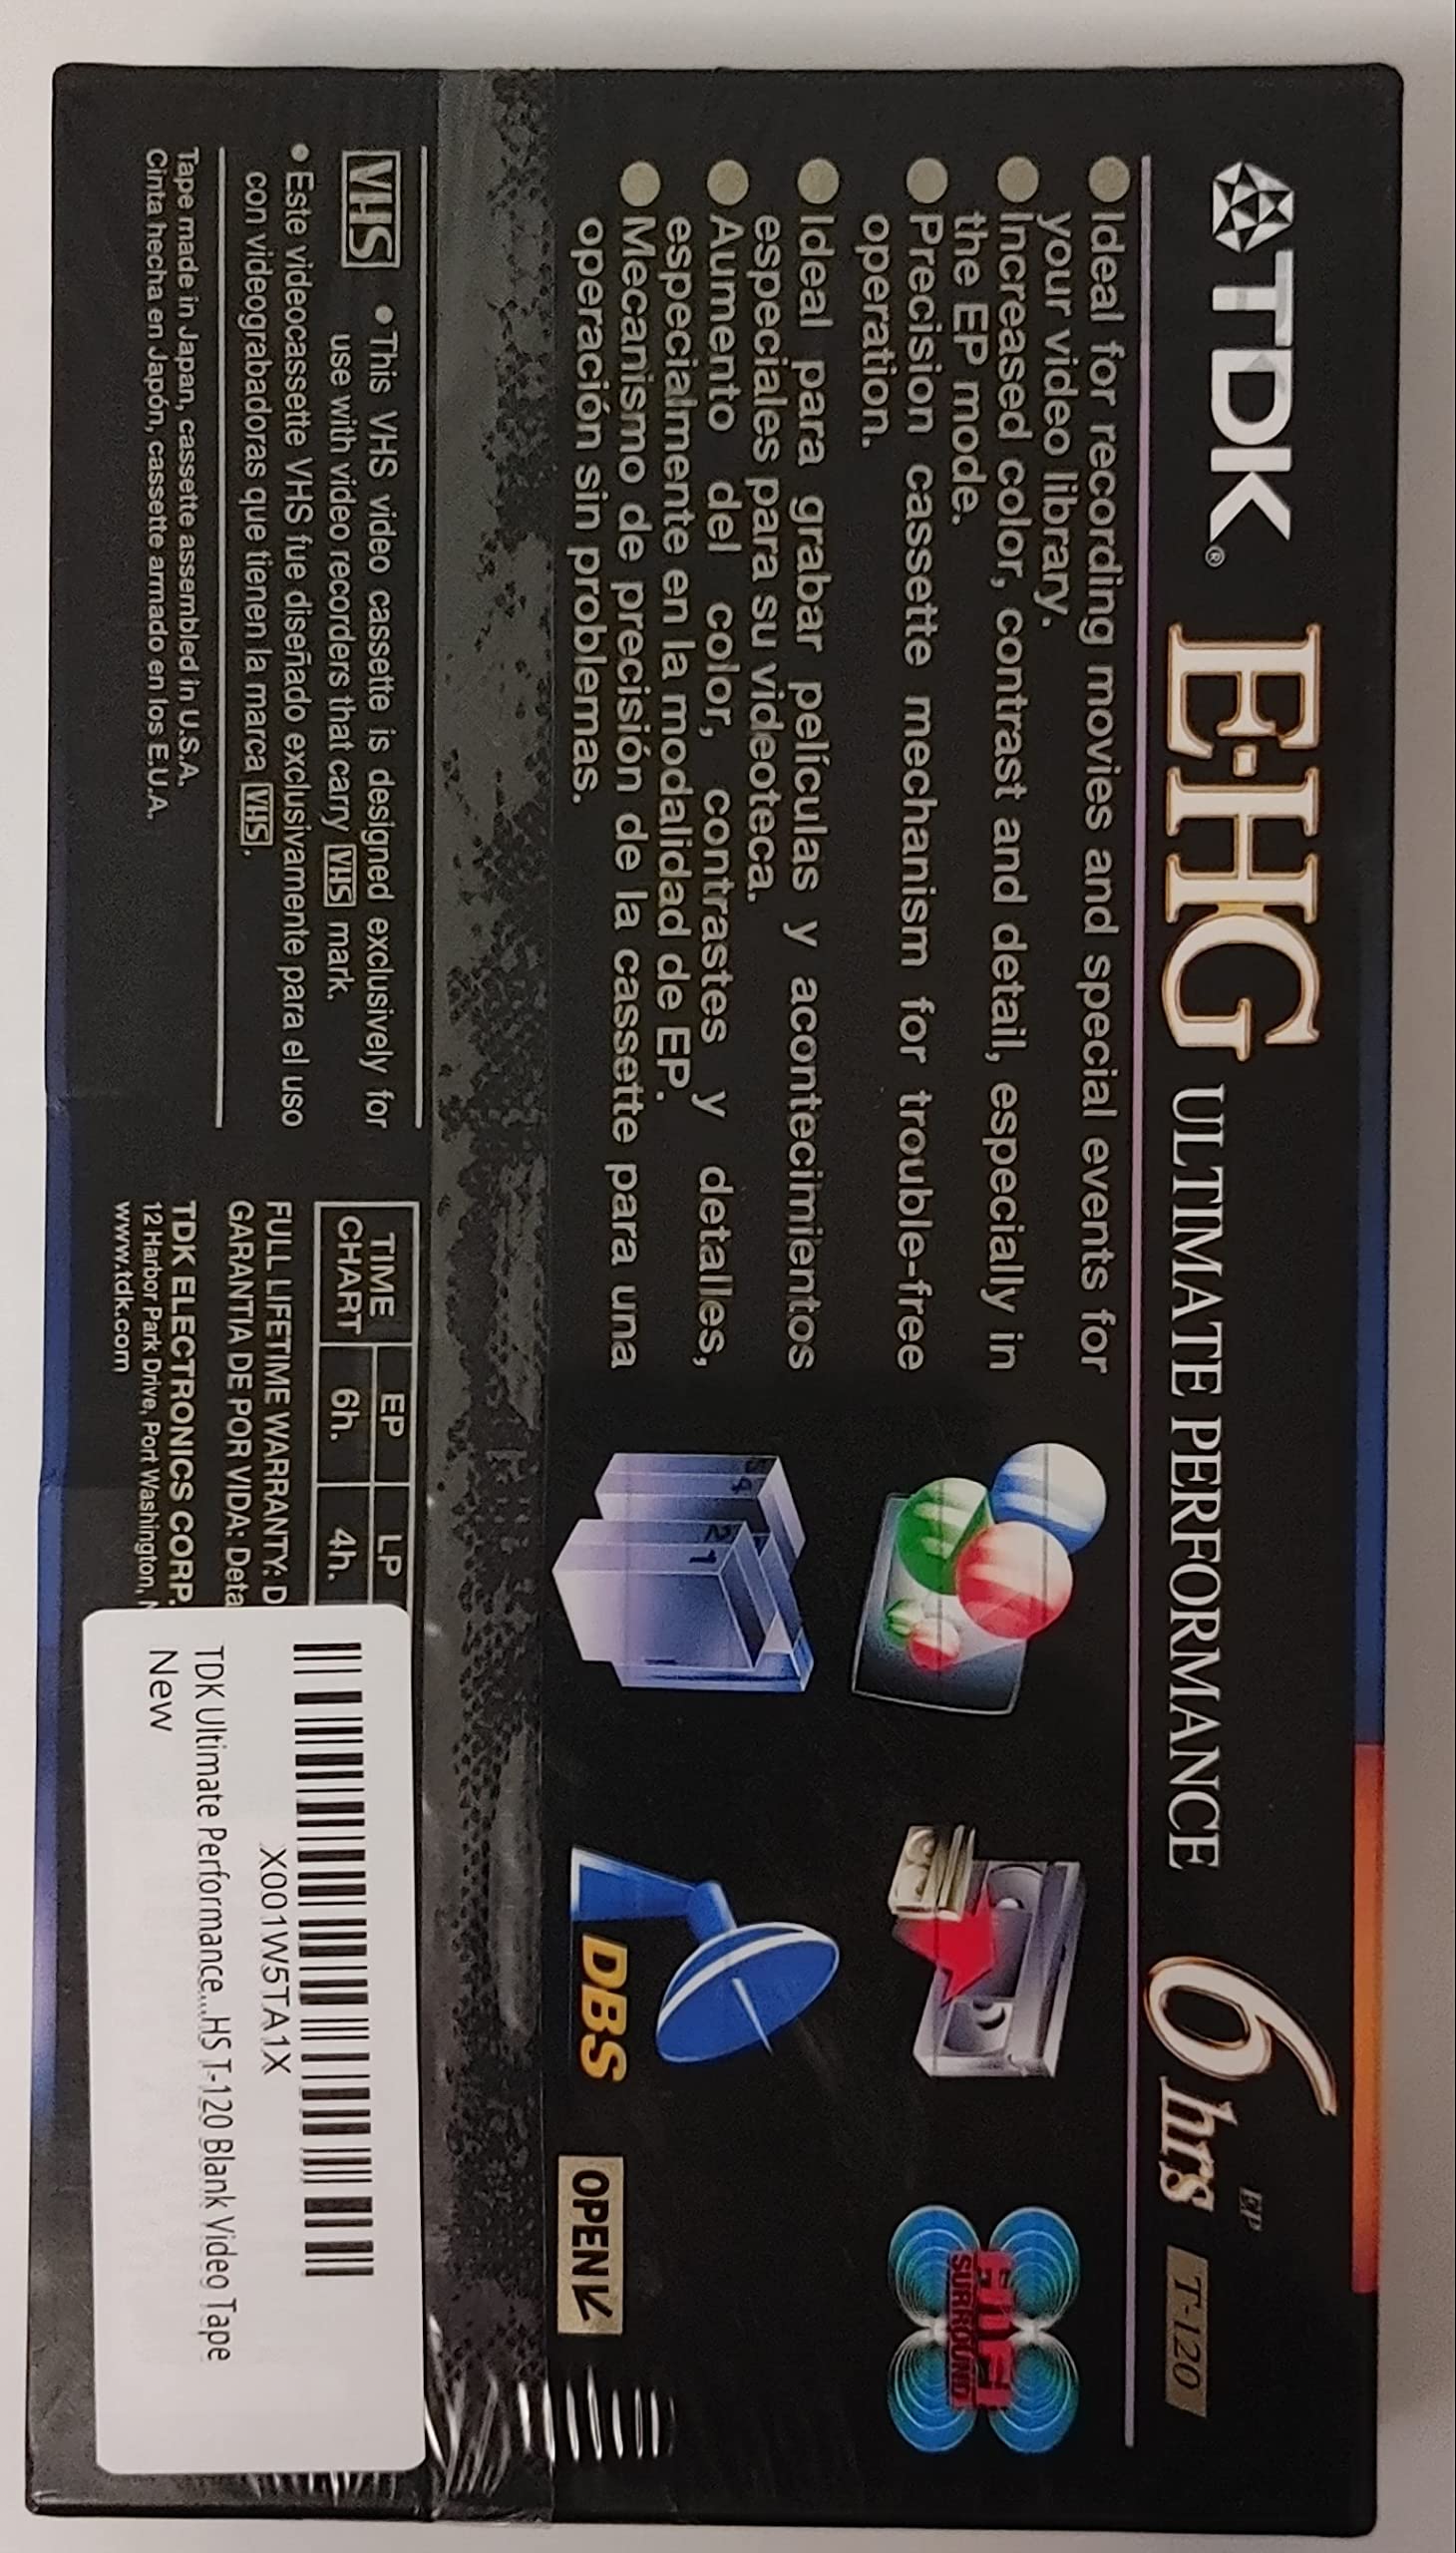 TDK® E-HG ULTIMATE PERFORMANCE 6 hrs EP T-120
Ideal for recording movies and special events for
your video library.
Increased color, contrast and detail, especially in
the EP mode.
Precision cassette mechanism for trouble-free
operation.
Ideal para grabar películas y acontecimientos
especiales para su videoteca.
Aumento del color, contrastes y detalles,
especialmente en la modalidad de EP.
Mecanismo de precisión de la cassette para una
operación sin problemas.
5 4 2 1
Hi-Fi
SURROUND
DBS
OPEN
VHS • This VHS video cassette is designed exclusively for
use with video recorders that carry VHS mark.
• Este videocassette VHS fue diseñado exclusivamente para el uso
con videograbadoras que tienen la marca VHS.
Tape made in Japan, cassette assembled in U.S.A.
Cinta hecha en Japón, cassette armado en los E.U.A.
TIME CHART EP LP
6h. 4h.
FULL LIFETIME WARRANTY: D
GARANTIA DE POR VIDA: Deta
TDK ELECTRONICS CORP.
12 Harbor Park Drive, Port Washington, N
www.tdk.com
X001W5TA1X
TDK Ultimate Performance...HS T-120 Blank Video Tape
New